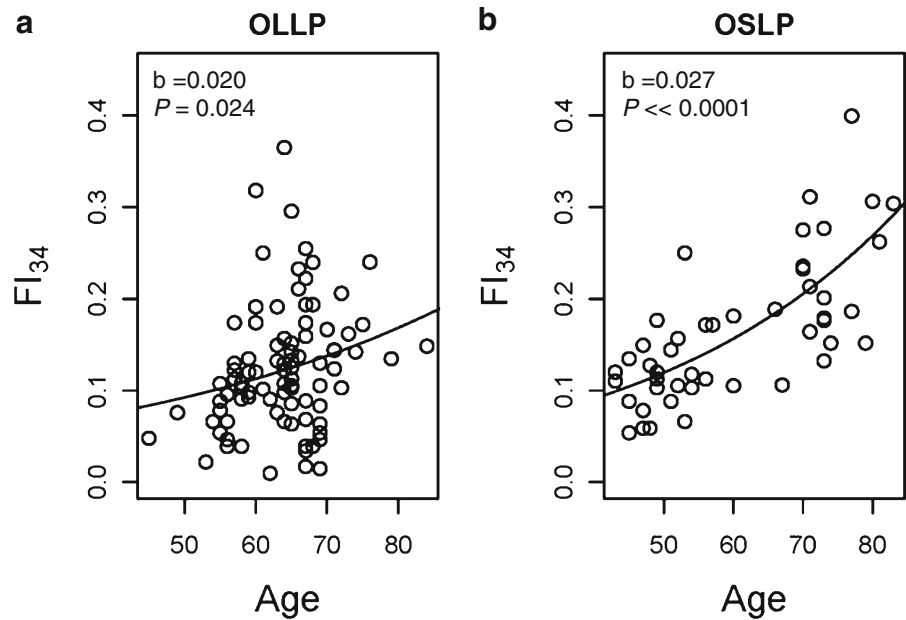 a
OLLP
b =0.020
P = 0.024
FI34
0.0 0.1 0.2 0.3 0.4
50 60 70 80
Age
b
OSLP
b =0.027
P << 0.0001
FI34
0.0 0.1 0.2 0.3 0.4
50 60 70 80
Age